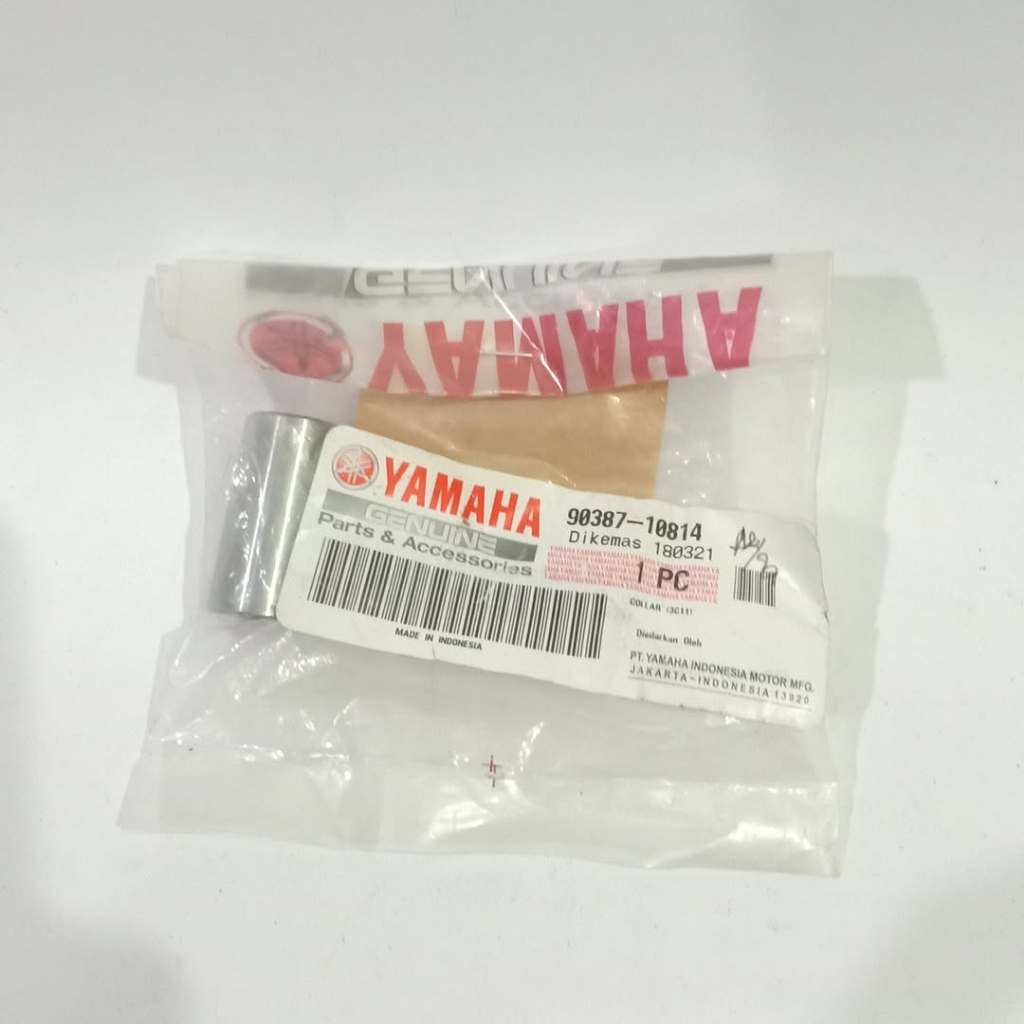 GENUINE
YAMAHA
YAMAHA
GENUINE
Parts & Accessories
MADE IN INDONESIA
90387-10814
Dikemas 180321
1 PC
COLLAR (3C11)
Diedarkan Oleh
PT. YAMAHA INDONESIA MOTOR MFG.
JAKARTA-INDONESIA 13920